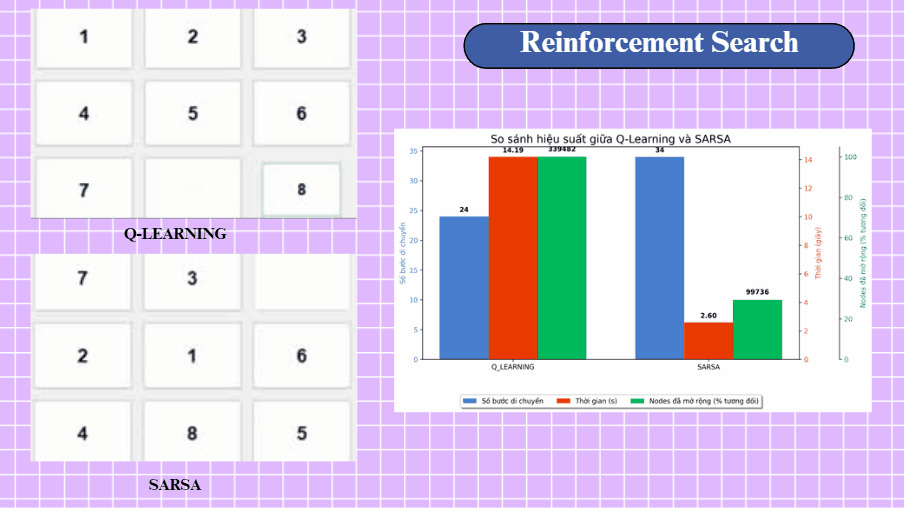 Reinforcement Search
1 2 3
4 5 6
7 8
Q-LEARNING
7 3
2 1 6
4 8 5
SARSA
So sánh hiệu suất giữa Q-Learning và SARSA
Số bước di chuyển
0 5 10 15 20 25 30 35
24 14.19 339482
34 2.60 99736
Q_LEARNING SARSA
0 2 4 6 8 10 12 14
Thời gian (giây)
0 20 40 60 80 100
Nodes đã mở rộng (% tương đối)
Số bước di chuyển Thời gian (s) Nodes đã mở rộng (% tương đối)